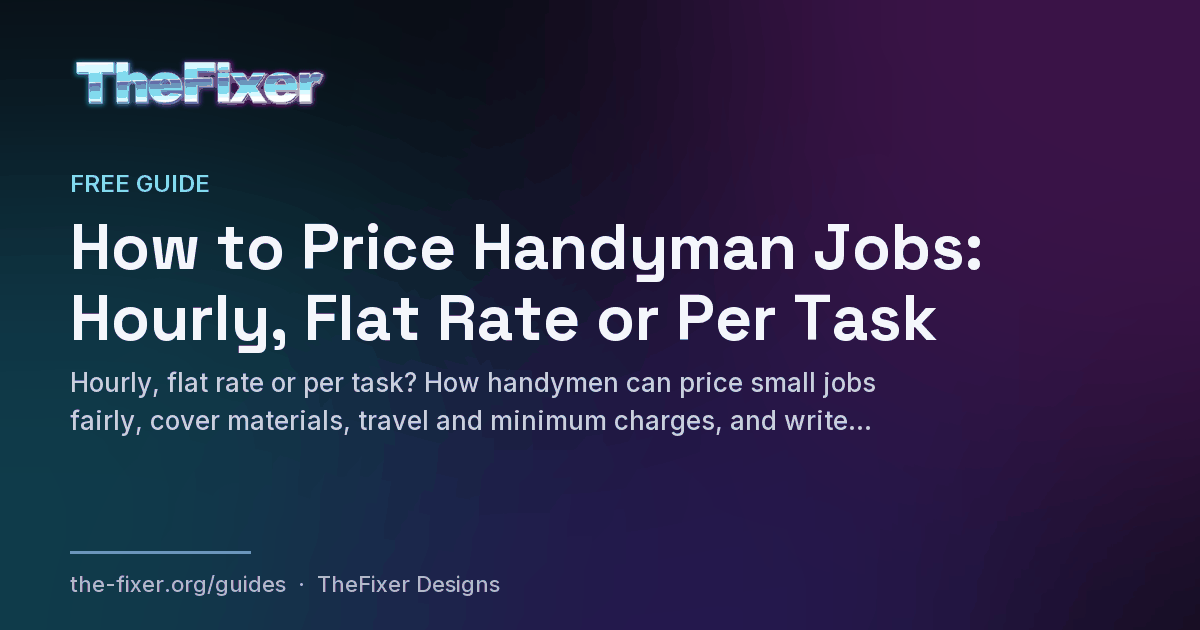 TheFixer
FREE GUIDE
How to Price Handyman Jobs:
Hourly, Flat Rate or Per Task
Hourly, flat rate or per task? How handymen can price small jobs
fairly, cover materials, travel and minimum charges, and write...
the-fixer.org/guides · TheFixer Designs